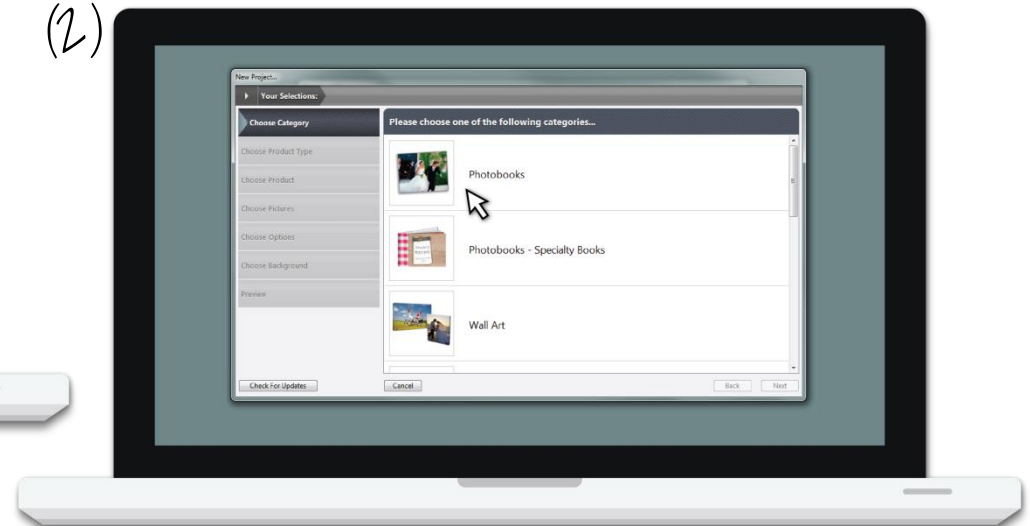 (2)
New Project...
Your Selections:
Choose Category
Please choose one of the following categories...
Choose Product Type
Choose Product
Choose Pictures
Choose Options
Choose Background
Preview
Photobooks
Photobooks - Specialty Books
Wall Art
Check For Updates
Cancel
Back
Next